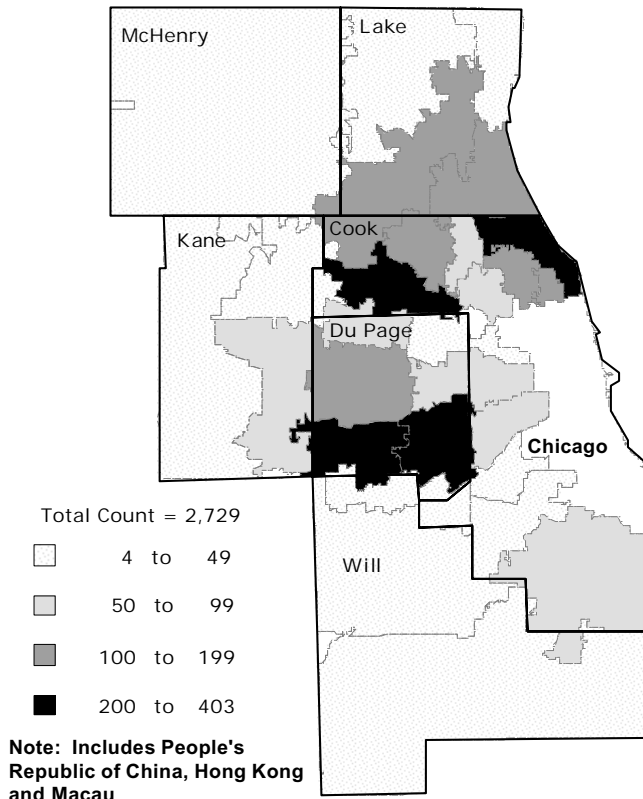 McHenry
Lake
Kane
Cook
Du Page
Chicago
Will
Total Count = 2,729
4 to 49
50 to 99
100 to 199
200 to 403
Note: Includes People's
Republic of China, Hong Kong
and Macau